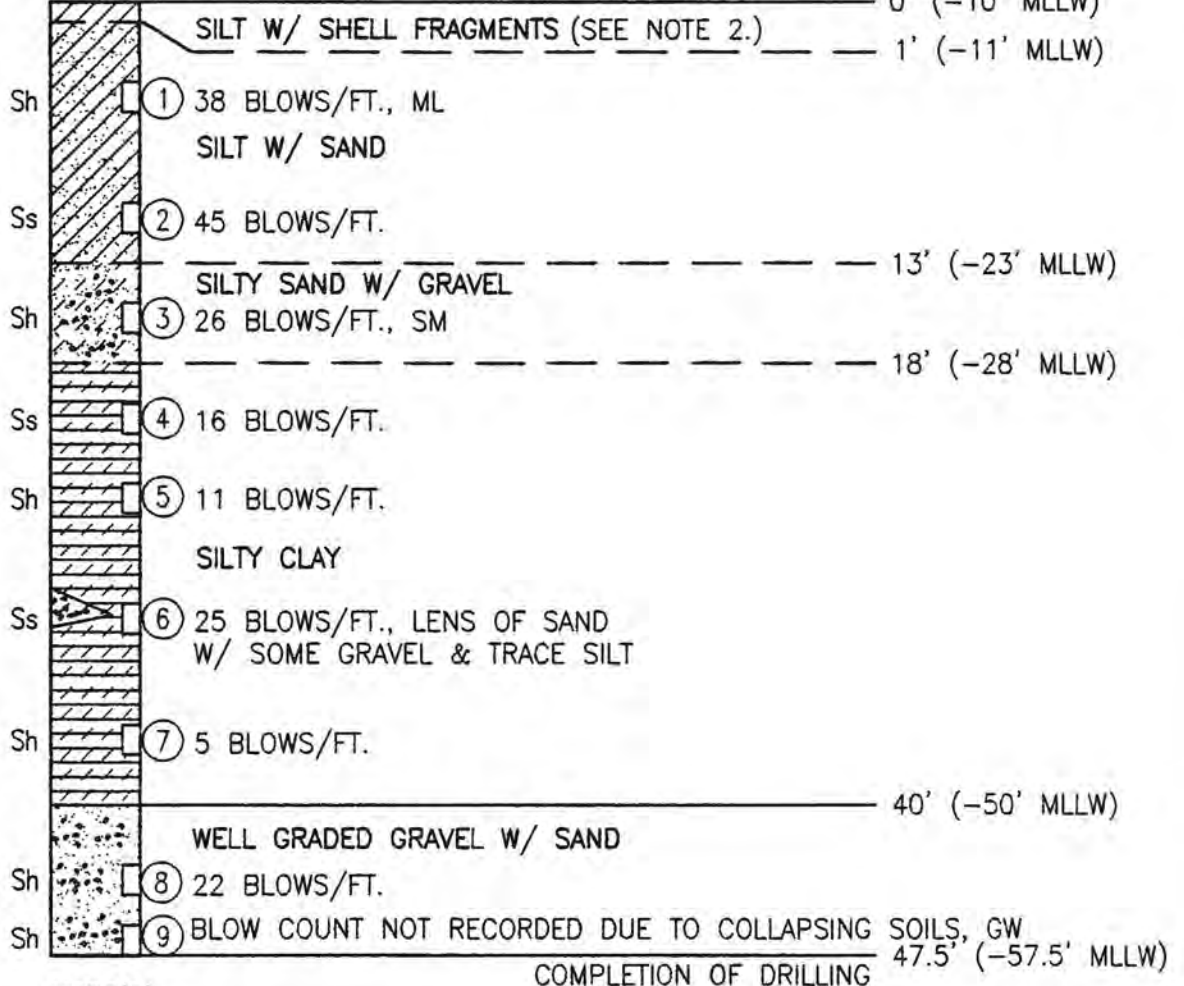 0' (-10' MLLW)
SILT W/ SHELL FRAGMENTS (SEE NOTE 2.)
1' (-11' MLLW)
Sh 1 38 BLOWS/FT., ML
SILT W/ SAND
Ss 2 45 BLOWS/FT.
13' (-23' MLLW)
SILTY SAND W/ GRAVEL
Sh 3 26 BLOWS/FT., SM
18' (-28' MLLW)
Ss 4 16 BLOWS/FT.
Sh 5 11 BLOWS/FT.
SILTY CLAY
Ss 6 25 BLOWS/FT., LENS OF SAND
W/ SOME GRAVEL & TRACE SILT
Sh 7 5 BLOWS/FT.
40' (-50' MLLW)
WELL GRADED GRAVEL W/ SAND
Sh 8 22 BLOWS/FT.
Sh 9 BLOW COUNT NOT RECORDED DUE TO COLLAPSING SOILS, GW
47.5' (-57.5' MLLW)
COMPLETION OF DRILLING